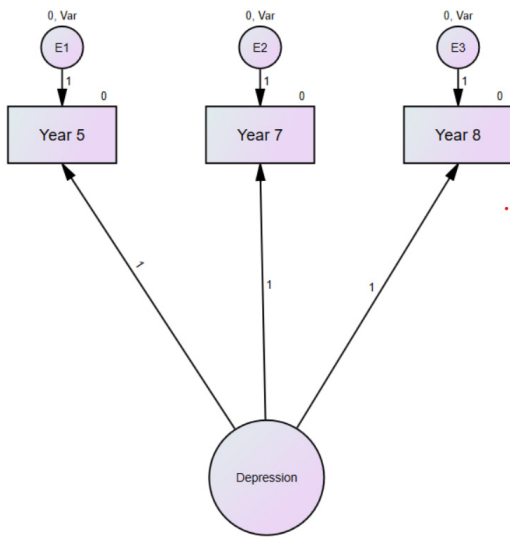 0, Var
0, Var
0, Var
E1
E2
E3
1
1
1
0
0
0
Year 5
Year 7
Year 8
1
1
1
Depression